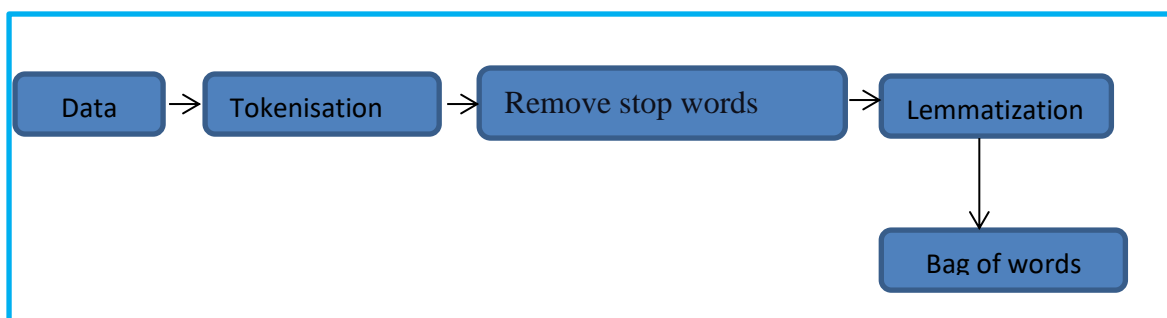 Data
Tokenisation
Remove stop words
Lemmatization
Bag of words